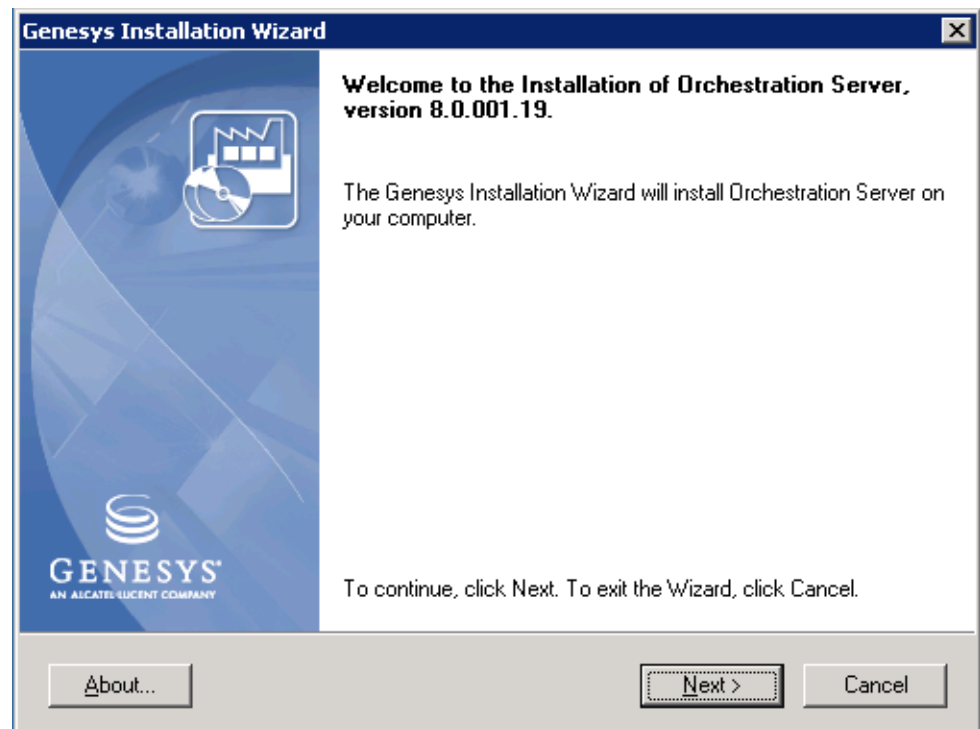 Genesys Installation Wizard
Welcome to the Installation of Orchestration Server,
version 8.0.001.19.
The Genesys Installation Wizard will install Orchestration Server on
your computer.
GENESYS
AN ALCATEL-LUCENT COMPANY
To continue, click Next. To exit the Wizard, click Cancel.
About...
Next >
Cancel